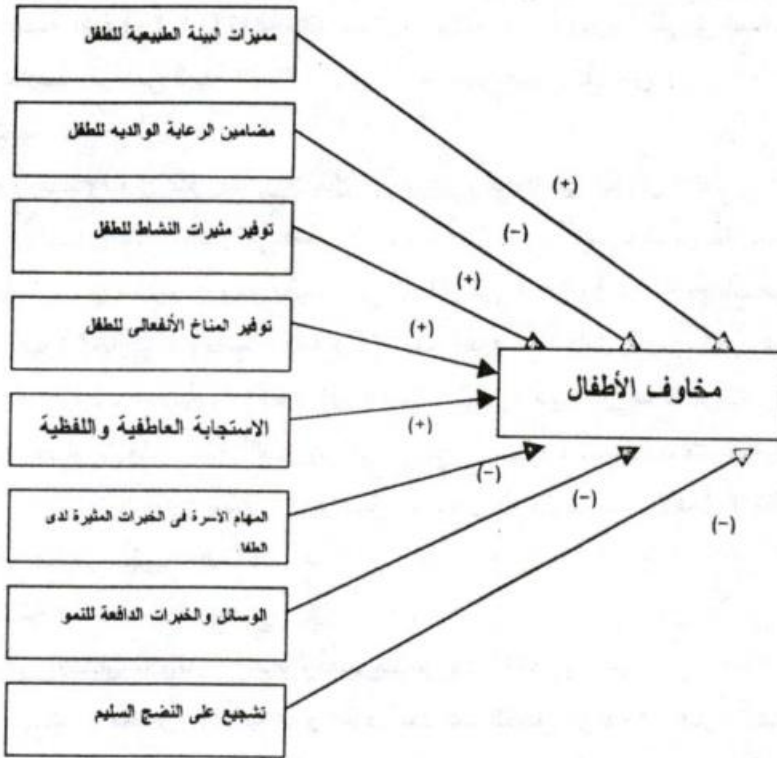 مميزات البيئة الطبيعية للطفل
مضامين الرعاية الوالديه للطفل
(+)
(−)
توفير مثيرات النشاط للطفل
(+)
توفير المناخ الأنفعالى للطفل
(+)
مخاوف الأطفال
الاستجابة العاطفية واللفظية
(+)
(−)
المهام الاسرة فى الخبرات المثيرة لدى
الطفا
(−)
(−)
الوسائل والخبرات الدافعة للنمو
تشجيع على النضج السليم